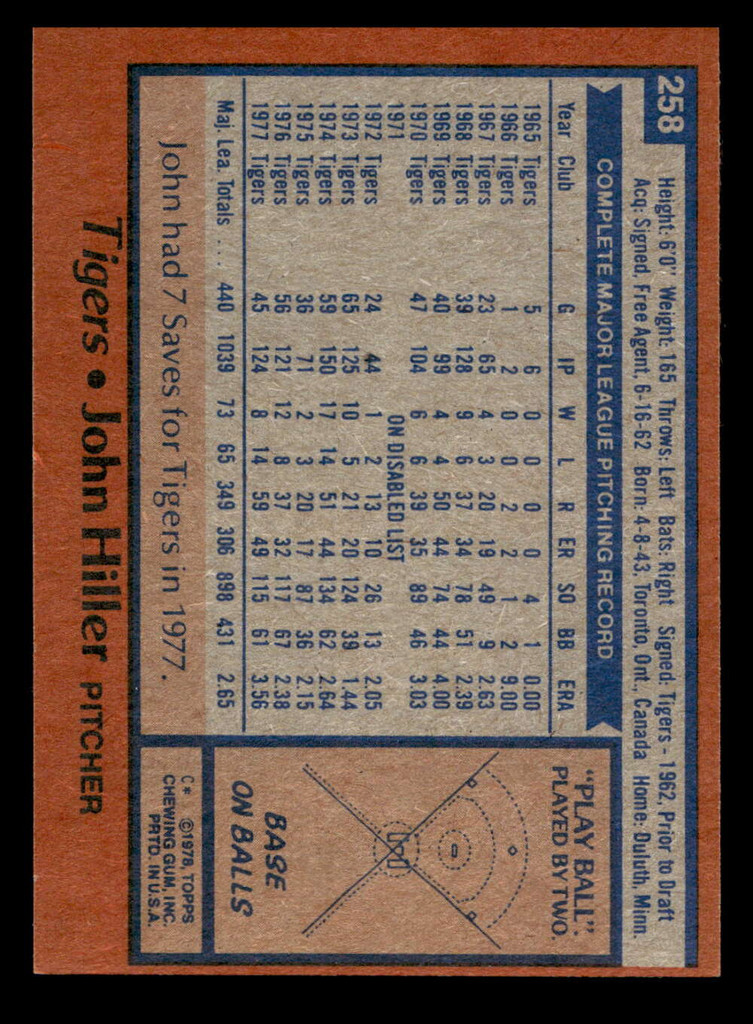 258
Height: 6'0" Weight: 165 Throws: Left Bats: Right Signed: Tigers - 1962, Prior to Draft
Acq: Signed, Free Agent, 6-16-62 Born: 4-8-43, Toronto, Ont., Canada Home: Duluth, Minn.
COMPLETE MAJOR LEAGUE PITCHING RECORD
Year Club G IP W L R ER SO BB ERA
1965 Tigers 5 6 0 0 0 0 4 1 0.00
1966 Tigers 1 2 0 0 2 2 1 2 9.00
1967 Tigers 23 65 4 3 20 19 49 9 2.63
1968 Tigers 39 128 9 6 37 34 78 51 2.39
1969 Tigers 40 99 4 4 50 44 74 44 4.00
1970 Tigers 47 104 6 6 39 35 89 46 3.03
1971 ON DISABLED LIST
1972 Tigers 24 44 1 2 13 10 26 13 2.05
1973 Tigers 65 125 10 5 21 20 124 39 1.44
1974 Tigers 59 150 17 14 51 44 134 62 2.64
1975 Tigers 36 71 2 3 20 17 87 36 2.15
1976 Tigers 56 121 12 8 37 32 117 67 2.38
1977 Tigers 45 124 8 14 59 49 115 61 3.56
Maj. Lea. Totals .... 440 1039 73 65 349 306 898 431 2.65
John had 7 Saves for Tigers in 1977.
"PLAY BALL".
PLAYED BY TWO.
BASE
ON BALLS
C* ©1978, TOPPS
CHEWING GUM, INC.
PRTD. IN U.S.A.
Tigers • John Hiller PITCHER